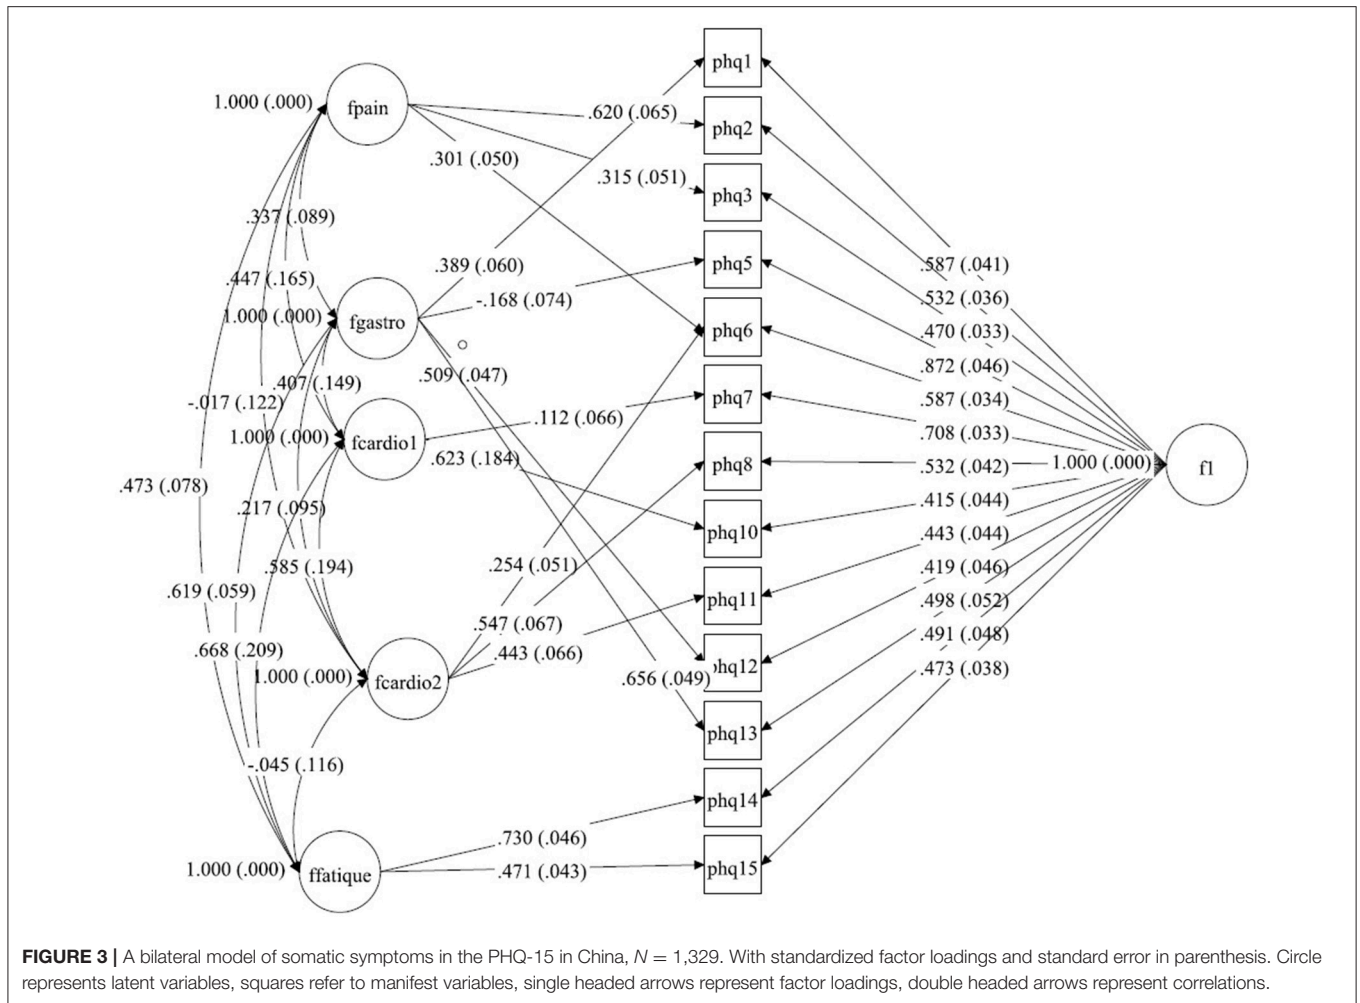 phq1
1.000 (.000)
fpain
.620 (.065)
phq2
.301 (.050)
.315 (.051)
phq3
.337 (.089)
.389 (.060)
phq5
.587 (.041)
.447 (.165)
-.168 (.074)
.532 (.036)
1.000 (.000)
fgastro
phq6
.470 (.033)
.509 (.047)
.872 (.046)
.407 (.149)
-.017 (.122)
phq7
.587 (.034)
.112 (.066)
1.000 (.000)
fcardio1
.708 (.033)
.623 (.184)
phq8
.532 (.042)
1.000 (.000)
f1
.473 (.078)
.415 (.044)
.217 (.095)
phq10
.443 (.044)
.585 (.194)
.254 (.051)
.419 (.046)
.619 (.059)
phq11
.498 (.052)
.547 (.067)
.491 (.048)
.668 (.209)
.443 (.066)
hq12
.473 (.038)
1.000 (.000)
fcardio2
.656 (.049)
phq13
-.045 (.116)
phq14
.730 (.046)
1.000 (.000)
ffatique
.471 (.043)
phq15
FIGURE 3 | A bilateral model of somatic symptoms in the PHQ-15 in China, N = 1,329. With standardized factor loadings and standard error in parenthesis. Circle
represents latent variables, squares refer to manifest variables, single headed arrows represent factor loadings, double headed arrows represent correlations.